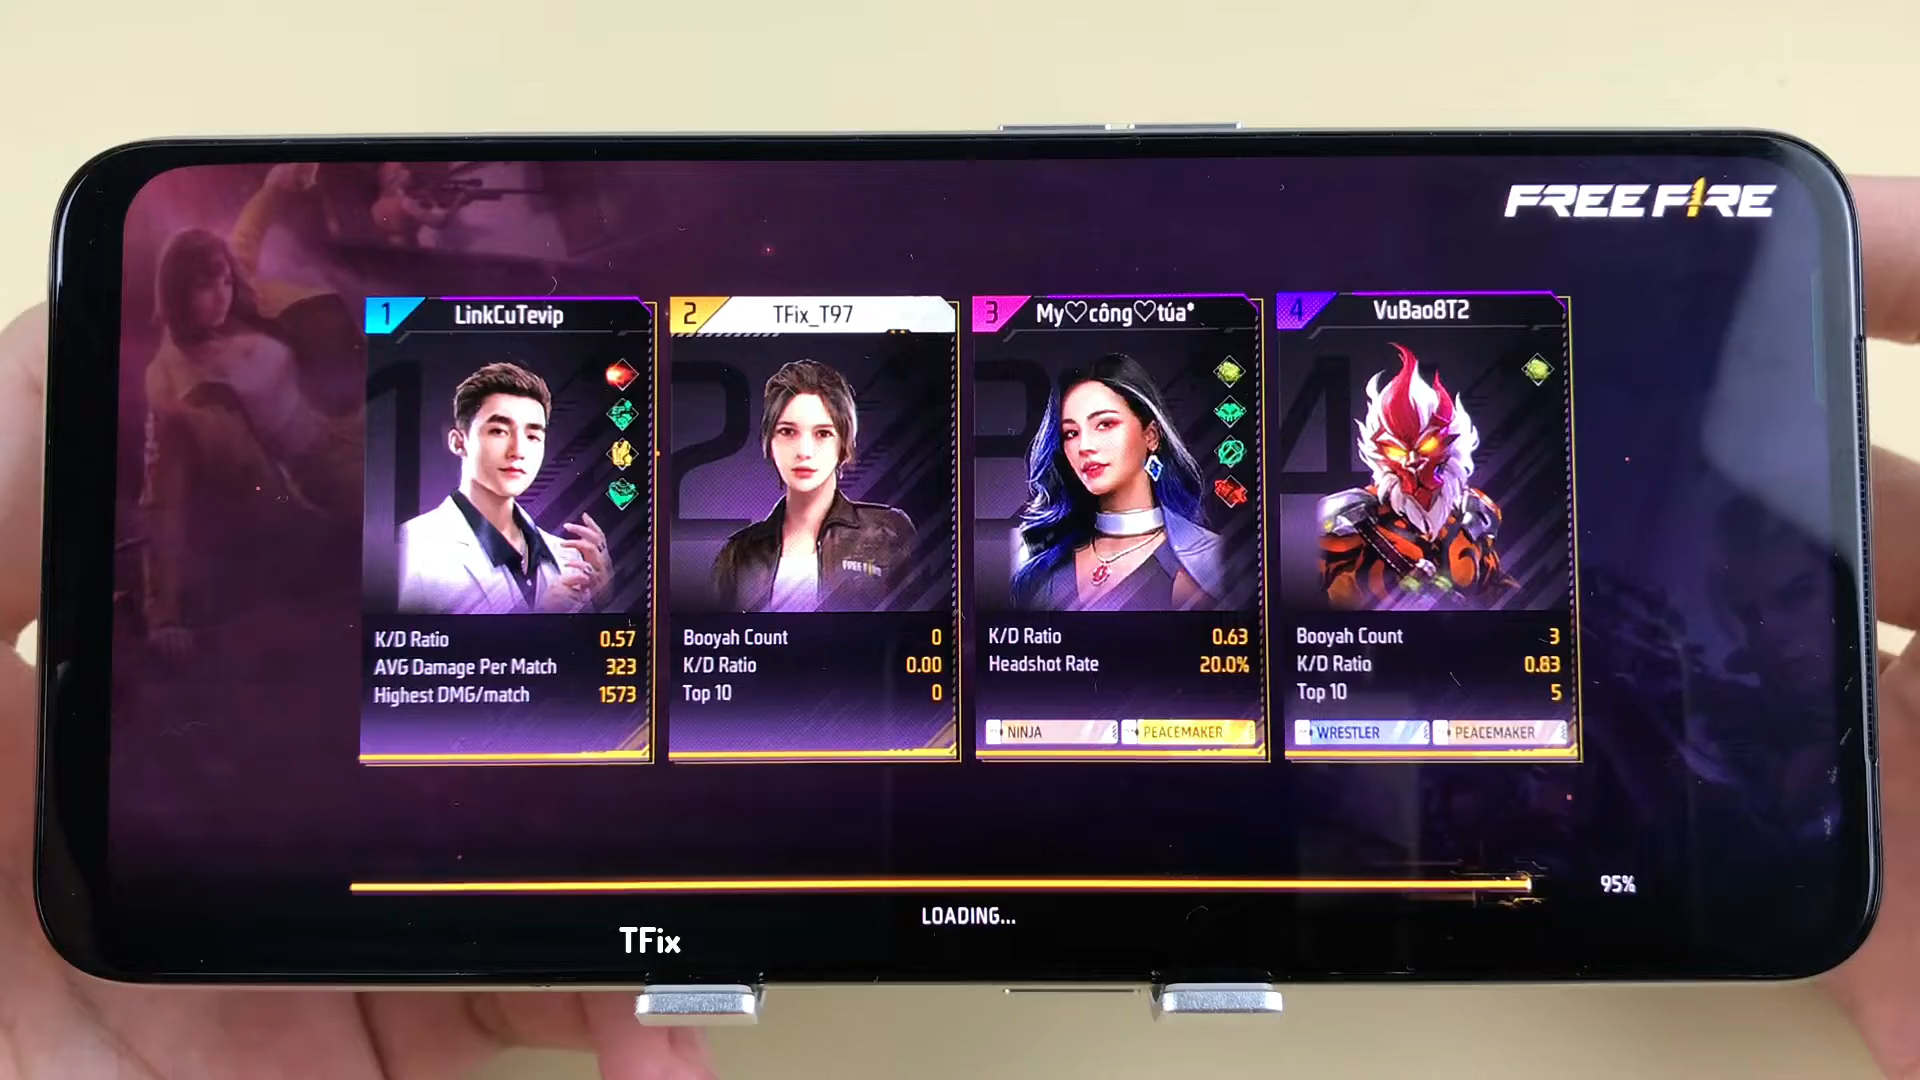 FREE FIRE
1 LinkCuTevip
K/D Ratio 0.57
AVG Damage Per Match 323
Highest DMG/match 1573
2 TFix_T97
FREE FIRE
Booyah Count 0
K/D Ratio 0.00
Top 10 0
3 My♡công♡túa*
K/D Ratio 0.63
Headshot Rate 20.0%
NINJA PEACEMAKER
4 VuBao8T2
Booyah Count 3
K/D Ratio 0.83
Top 10 5
WRESTLER PEACEMAKER
95%
LOADING...
TFix